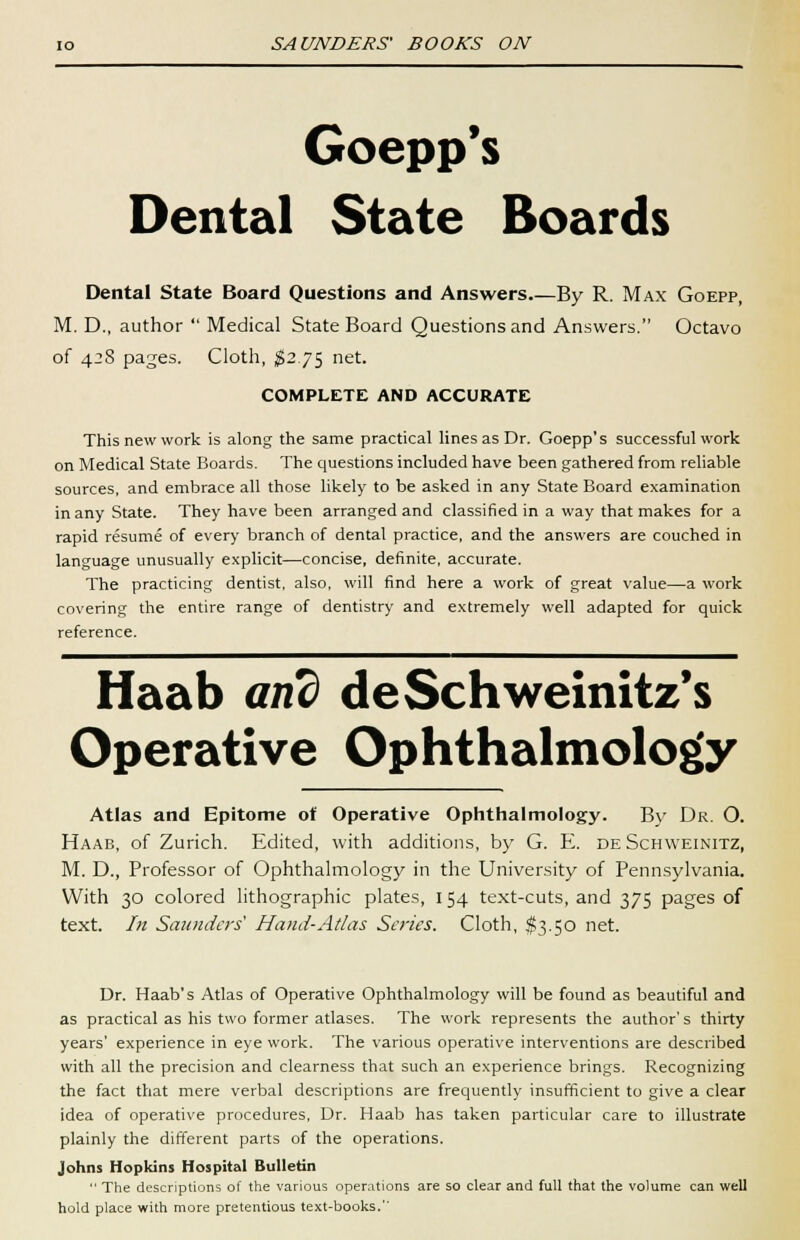 10 SAUNDERS' BOOKS ON
Goepp's
Dental State Boards
Dental State Board Questions and Answers.—By R. Max Goepp,
M. D., author " Medical State Board Questions and Answers." Octavo
of 428 pages. Cloth, $2.75 net.
COMPLETE AND ACCURATE
This new work is along the same practical lines as Dr. Goepp's successful work
on Medical State Boards. The questions included have been gathered from reliable
sources, and embrace all those likely to be asked in any State Board examination
in any State. They have been arranged and classified in a way that makes for a
rapid résumé of every branch of dental practice, and the answers are couched in
language unusually explicit—concise, definite, accurate.
The practicing dentist, also, will find here a work of great value—a work
covering the entire range of dentistry and extremely well adapted for quick
reference.
Haab and deSchweinitz's
Operative Ophthalmology
Atlas and Epitome of Operative Ophthalmology. By Dr. O.
Haab, of Zurich. Edited, with additions, by G. E. de Schweinitz,
M. D., Professor of Ophthalmology in the University of Pennsylvania.
With 30 colored lithographic plates, 154 text-cuts, and 375 pages of
text. In Saunders' Hand-Atlas Series. Cloth, $3.50 net.
Dr. Haab's Atlas of Operative Ophthalmology will be found as beautiful and
as practical as his two former atlases. The work represents the author's thirty
years' experience in eye work. The various operative interventions are described
with all the precision and clearness that such an experience brings. Recognizing
the fact that mere verbal descriptions are frequently insufficient to give a clear
idea of operative procedures, Dr. Haab has taken particular care to illustrate
plainly the different parts of the operations.
Johns Hopkins Hospital Bulletin
" The descriptions of the various operations are so clear and full that the volume can well
hold place with more pretentious text-books."